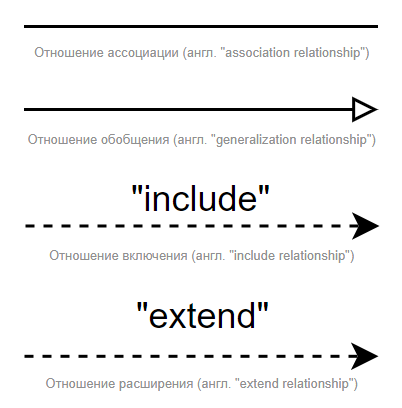 Отношение ассоциации (англ. "association relationship")
Отношение обобщения (англ. "generalization relationship")
"include"
Отношение включения (англ. "include relationship")
"extend"
Отношение расширения (англ. "extend relationship")